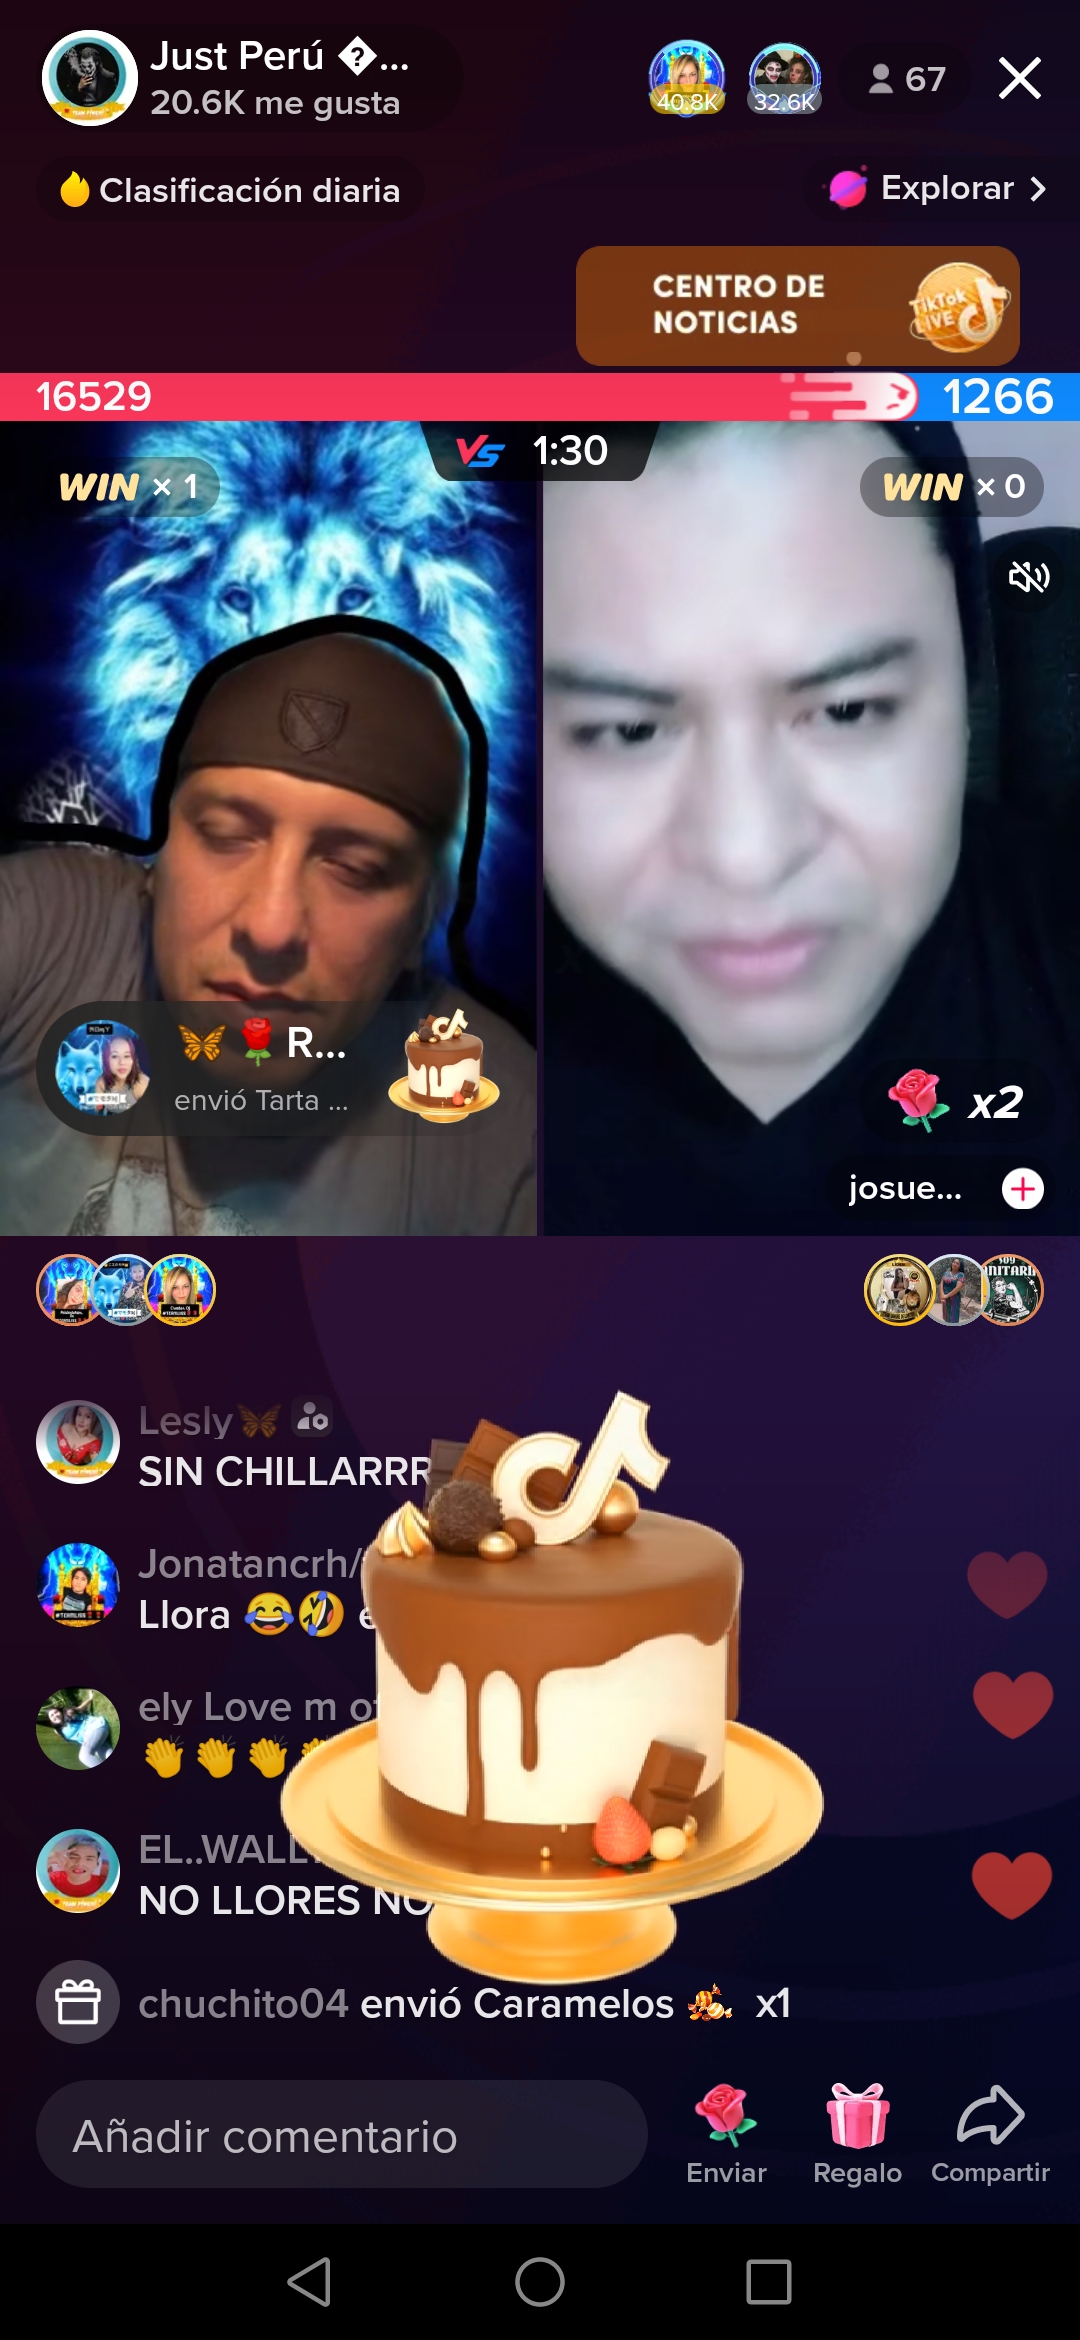 Just Perú �...
20.6K me gusta
40.8K
32.6K
67
Clasificación diaria
Explorar
CENTRO DE
NOTICIAS
TikTok
LIVE
16529
1266
VS 1:30
WIN × 1
WIN × 0
R...
envió Tarta ...
x2
josue...
Lesly
SIN CHILLARRR
Jonatancrh/
Llora 😂🤣 e
ely Love m of
👏👏👏
EL..WALL
NO LLORES NO
chuchito04 envió Caramelos x1
Añadir comentario
Enviar
Regalo
Compartir